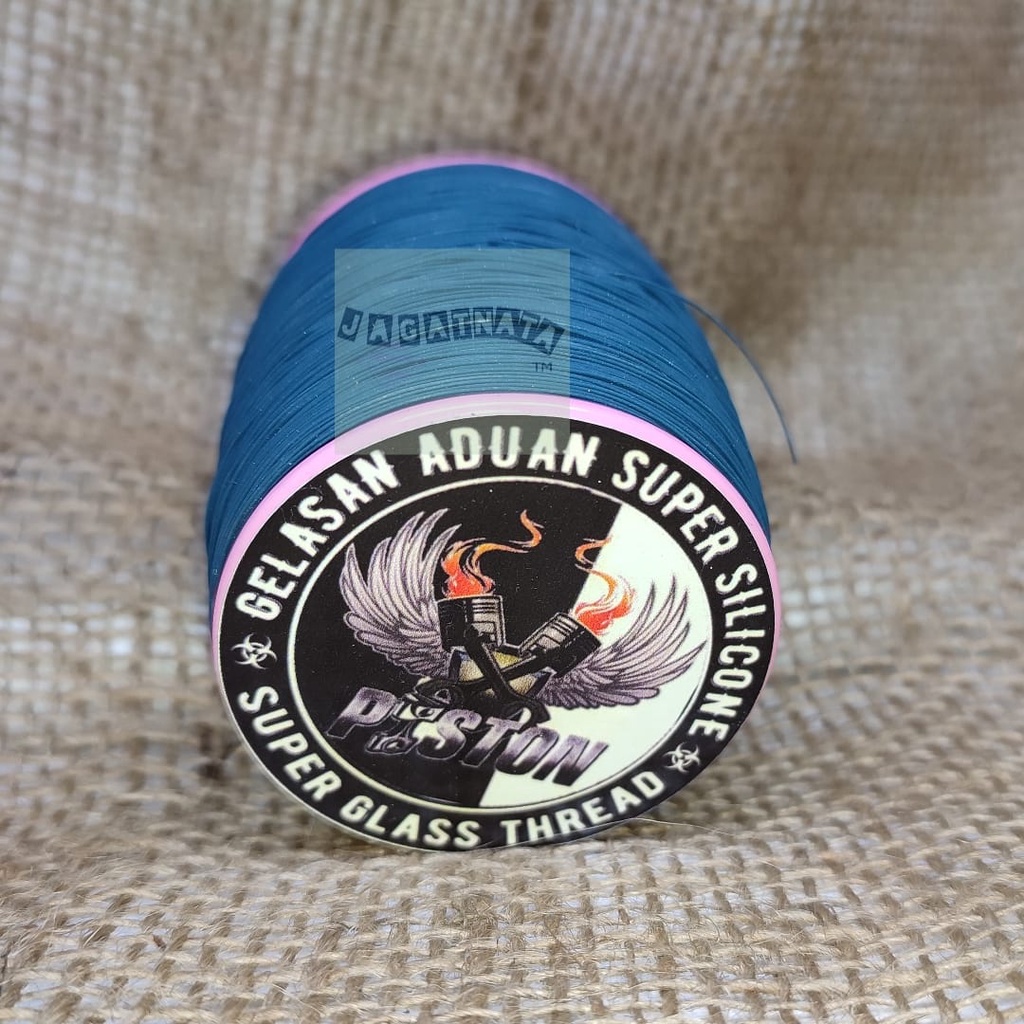 JAGATNATA
TM
GELASAN ADUAN SUPER SILICONE
PISTON
SUPER GLASS THREAD